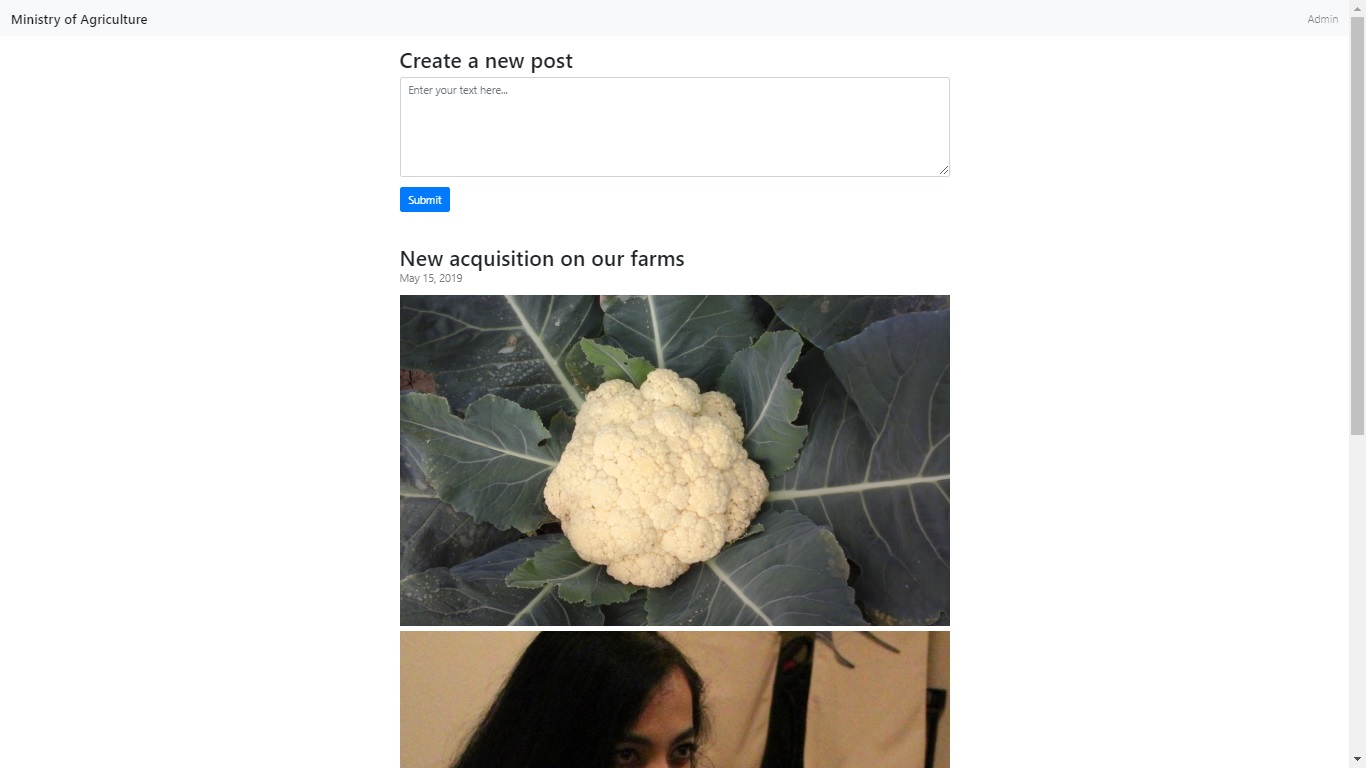 Ministry of Agriculture
Admin
Create a new post
Enter your text here...
Submit
New acquisition on our farms
May 15, 2019